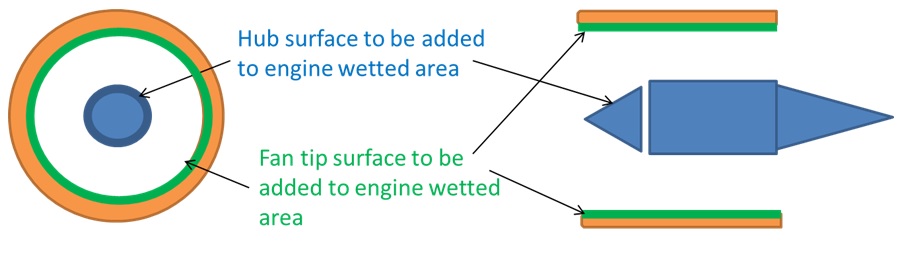 Hub surface to be added
to engine wetted area
Fan tip surface to be
added to engine wetted
area